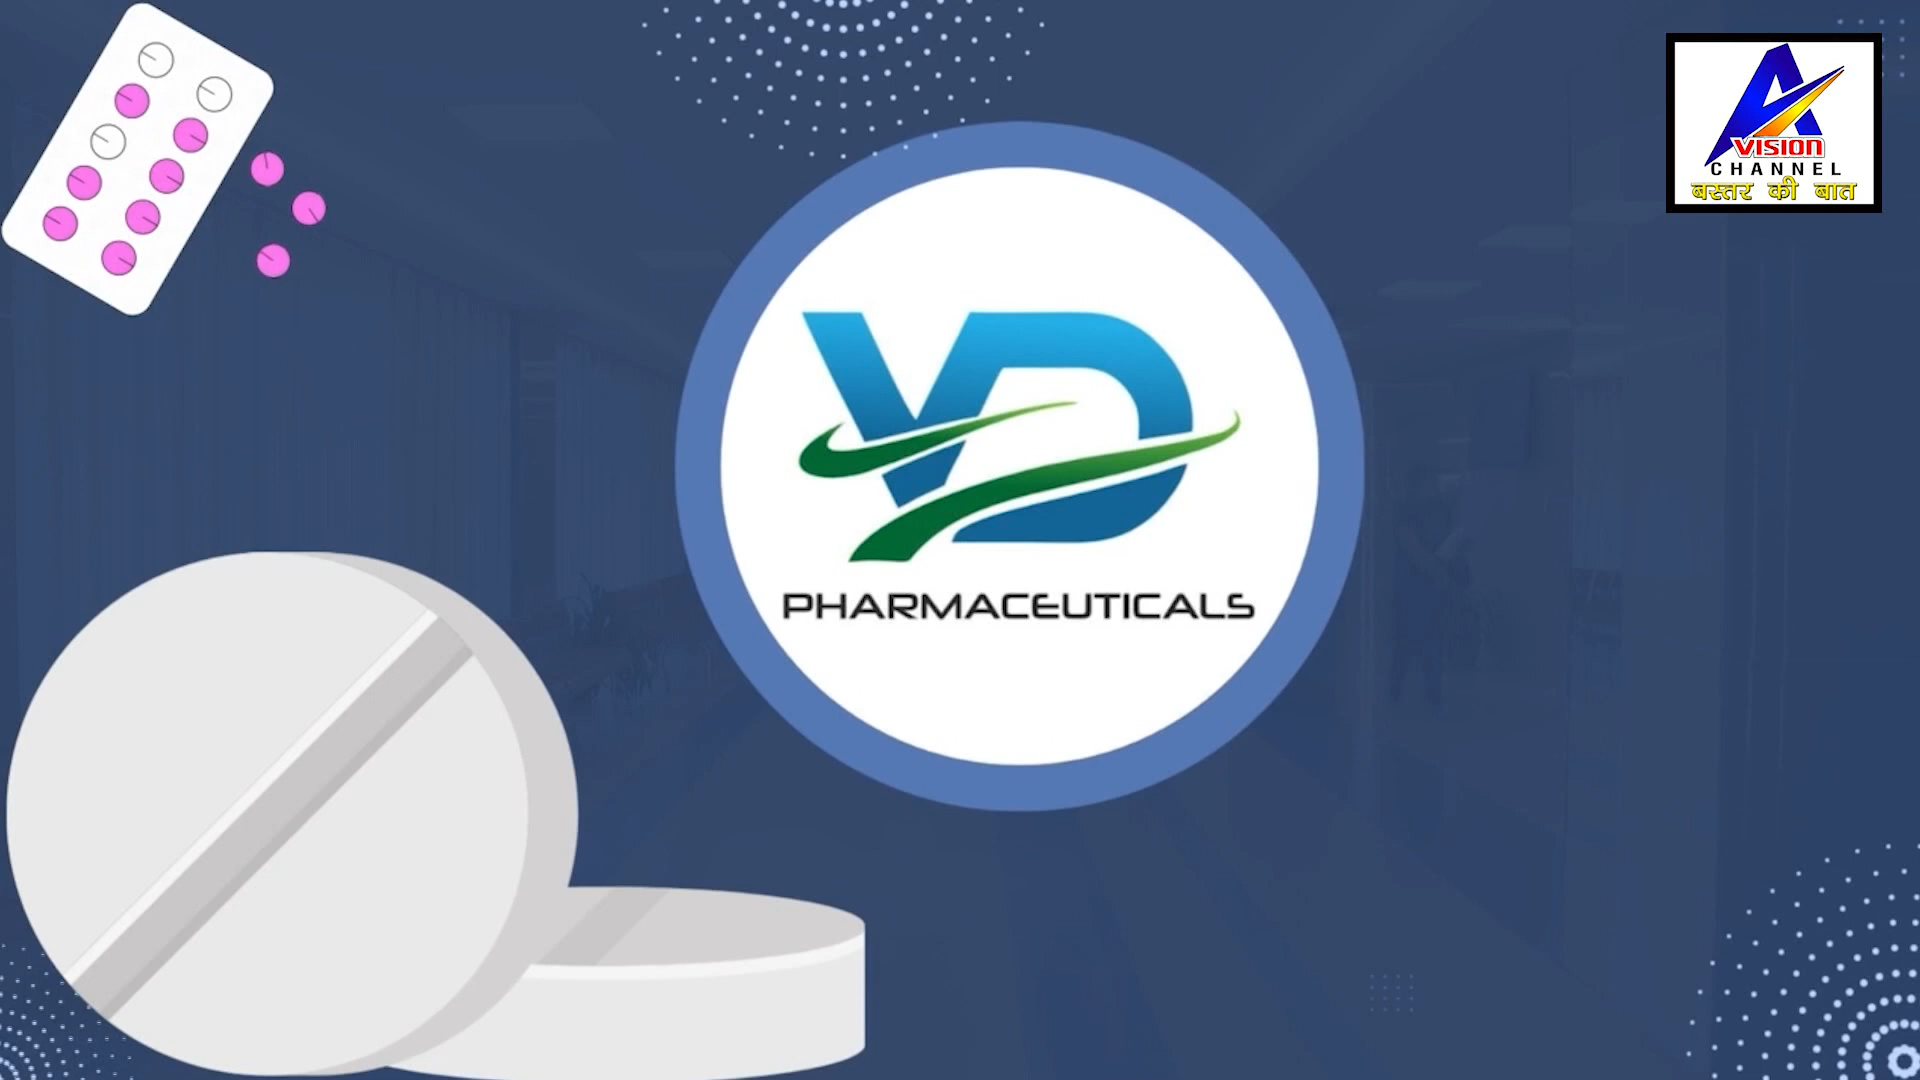 VISION
CHANNEL
बस्तर की बात
VD
PHARMACEUTICALS